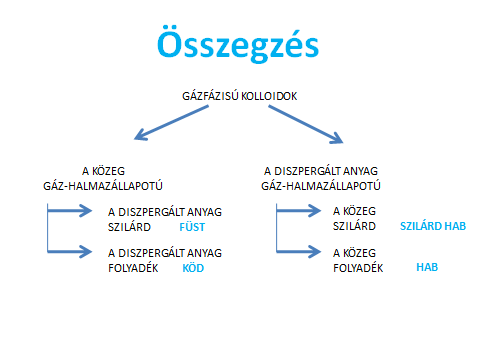 Összegzés
GÁZFÁZISÚ KOLLOIDOK
A KÖZEG
GÁZ-HALMAZÁLLAPOTÚ
A DISZPERGÁLT ANYAG
SZILÁRD FÜST
A DISZPERGÁLT ANYAG
FOLYADÉK KÖD
A DISZPERGÁLT ANYAG
GÁZ-HALMAZÁLLAPOTÚ
A KÖZEG
SZILÁRD SZILÁRD HAB
A KÖZEG
FOLYADÉK HAB